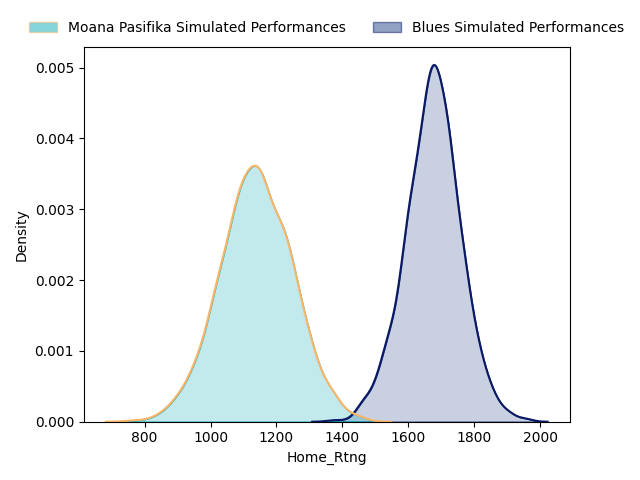 Moana Pasifika Simulated Performances Blues Simulated Performances
0.005
0.004
0.003
0.002
0.001
0.000
Density
800 1000 1200 1400 1600 1800 2000
Home_Rtng